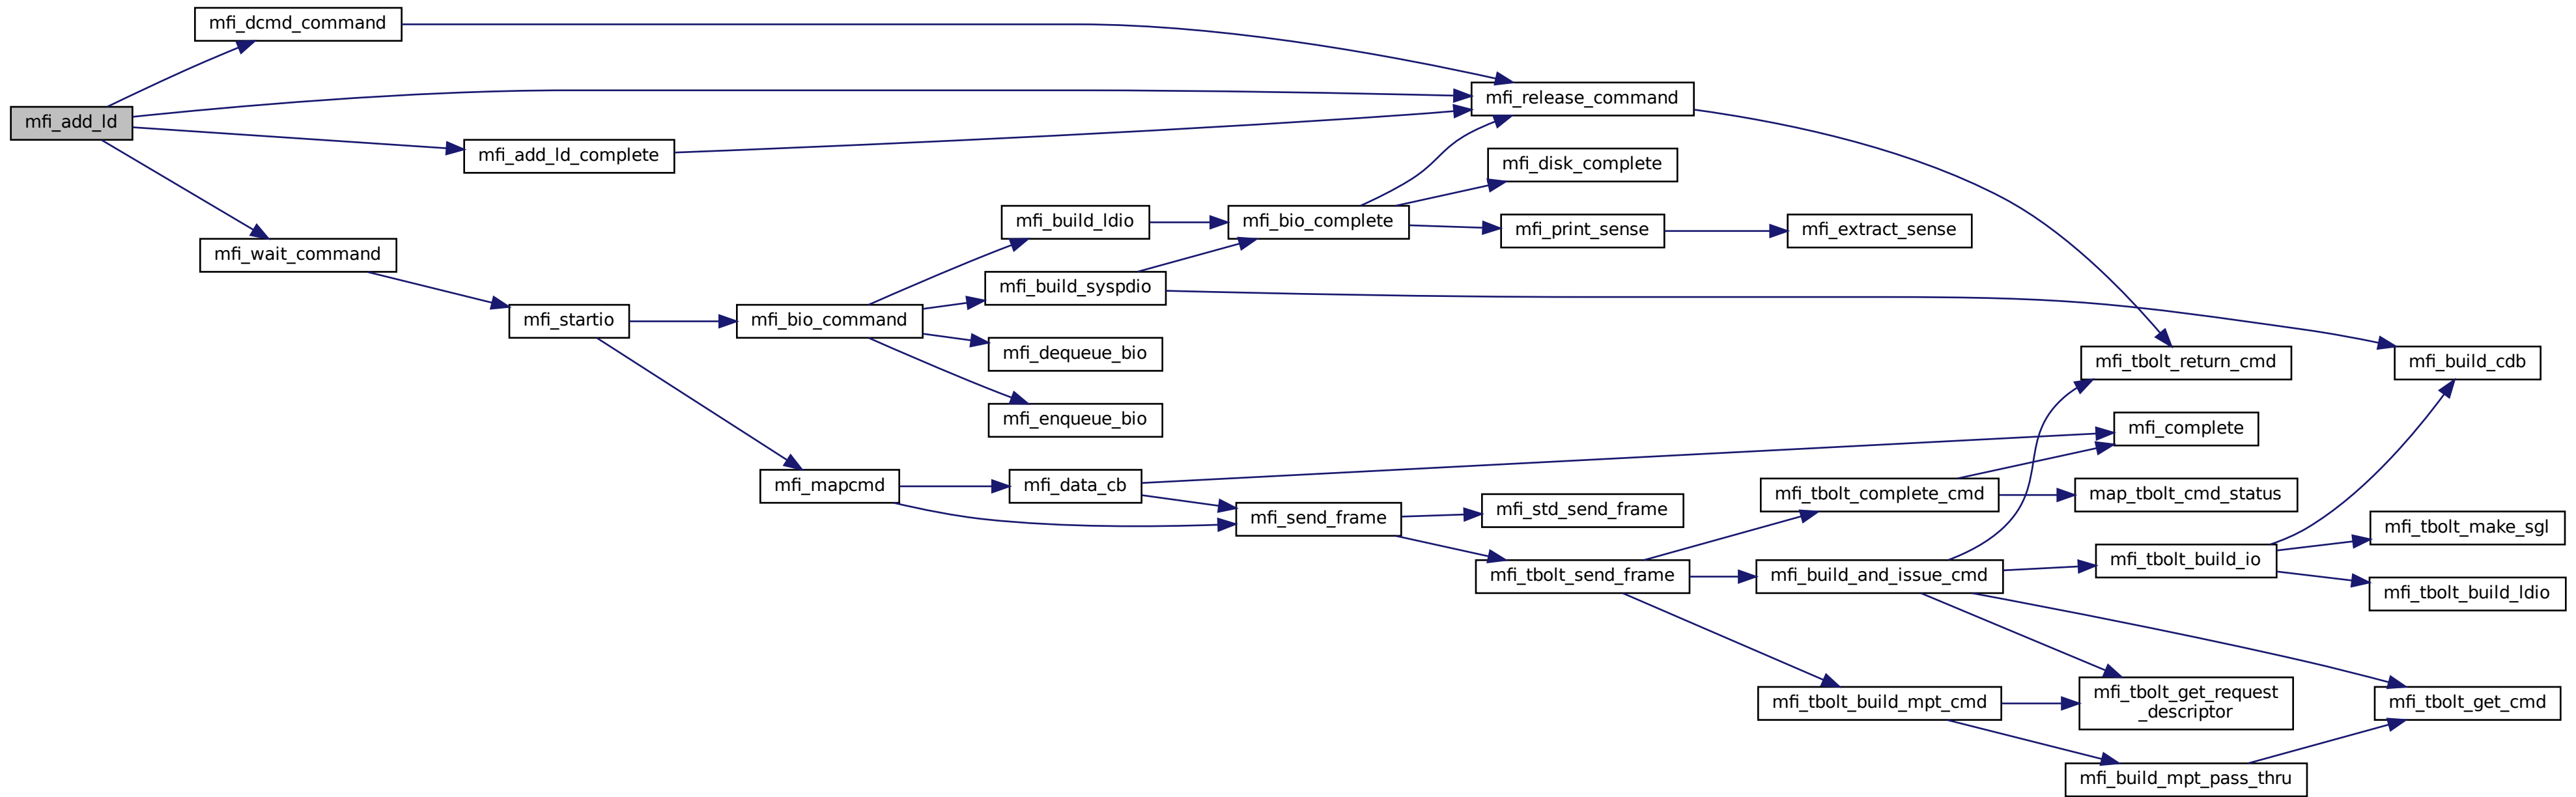 mfi_dcmd_command
mfi_release_command
mfi_add_ld
mfi_add_ld_complete
mfi_disk_complete
mfi_build_ldio
mfi_bio_complete
mfi_print_sense
mfi_extract_sense
mfi_wait_command
mfi_build_syspdio
mfi_startio
mfi_bio_command
mfi_dequeue_bio
mfi_tbolt_return_cmd
mfi_build_cdb
mfi_enqueue_bio
mfi_complete
mfi_mapcmd
mfi_data_cb
mfi_tbolt_complete_cmd
map_tbolt_cmd_status
mfi_send_frame
mfi_std_send_frame
mfi_tbolt_make_sgl
mfi_tbolt_build_io
mfi_tbolt_send_frame
mfi_build_and_issue_cmd
mfi_tbolt_build_ldio
mfi_tbolt_build_mpt_cmd
mfi_tbolt_get_request
_descriptor
mfi_tbolt_get_cmd
mfi_build_mpt_pass_thru